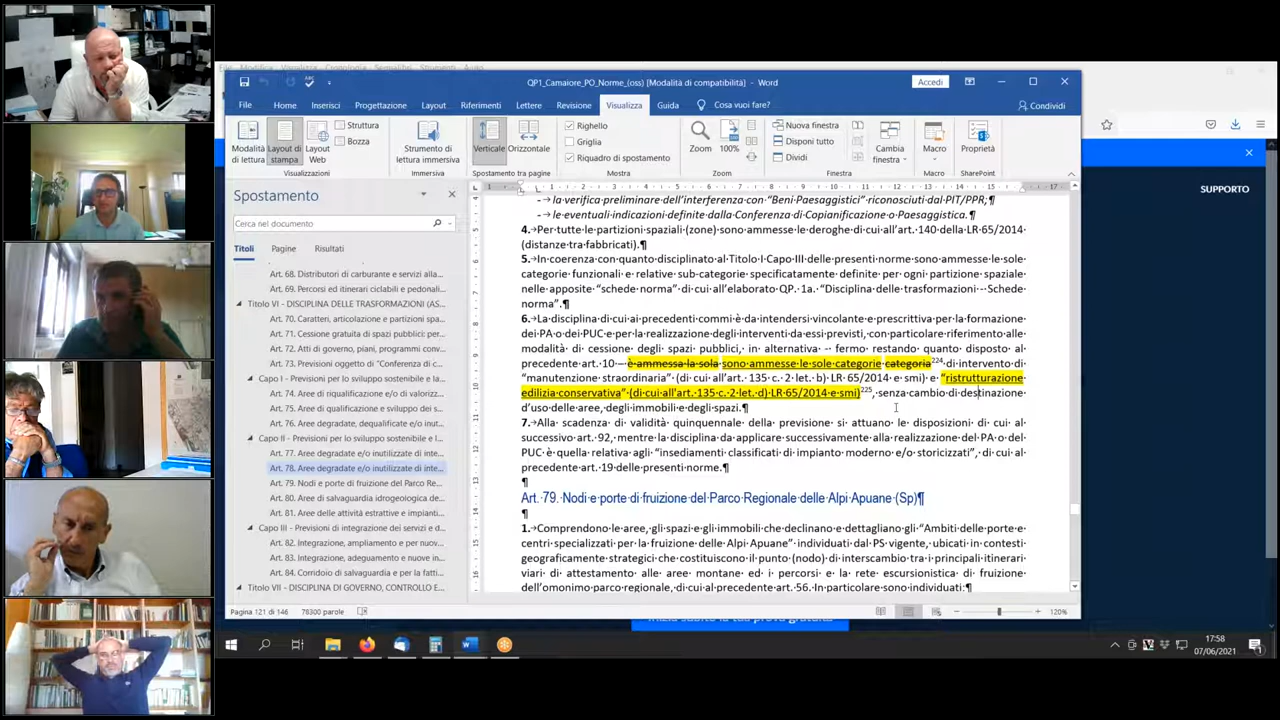 QP1_Camaiore_PO_Norme_(oss) [Modalità di compatibilità] - Word
Accedi
File Home Inserisci Progettazione Layout Riferimenti Lettere Revisione Visualizza Guida Cosa vuoi fare? Condividi
Modalità di lettura
Layout di stampa
Layout Web
Struttura
Bozza
Visualizzazioni
Strumento di lettura immersiva
Immersiva
Verticale
Orizzontale
Spostamento tra pagine
Righello
Griglia
Riquadro di spostamento
Mostra
Zoom
100%
Zoom
Nuova finestra
Disponi tutto
Dividi
Cambia finestra
Finestra
Macro
Macro
Proprietà
SharePoint
SUPPORTO
Spostamento
Cerca nel documento
Titoli Pagine Risultati
Art. 68. Distributori di carburante e servizi alla...
Art. 69. Percorsi ed itinerari ciclabili e pedonali...
Titolo VI - DISCIPLINA DELLE TRASFORMAZIONI (AS...
Art. 70. Caratteri, articolazione e partizioni spa...
Art. 71. Cessione gratuita di spazi pubblici: per...
Art. 72. Atti di governo, piani, programmi conv...
Art. 73. Previsioni oggetto di "Conferenza di C...
Capo I - Previsioni per lo sviluppo sostenibile e l...
Art. 74. Aree di riqualificazione e/o di valorizz...
Art. 75. Aree di qualificazione e sviluppo dei s...
Art. 76. Aree degradate, dequalificate e/o inut...
Capo II - Previsioni per lo sviluppo sostenibile e l...
Art. 77. Aree degradate e/o inutilizzate di inte...
Art. 78. Aree degradate e/o inutilizzate di inte...
Art. 79. Nodi e porte di fruizione del Parco Re...
Art. 80. Aree di salvaguardia idrogeologica de...
Art. 81. Aree delle attività estrattive e impianti...
Capo III - Previsioni di integrazione dei servizi e d...
Art. 82. Integrazione, ampliamento e per nuov...
Art. 83. Integrazione, adeguamento e nuove in...
Art. 84. Corridoio di salvaguardia e per la fatti...
Titolo VII - DISCIPLINA DI GOVERNO, CONTROLLO E...
- → la verifica preliminare dell'interferenza con "Beni Paesaggistici" riconosciuti dal PIT/PPR;¶
- → le eventuali indicazioni definite dalla Conferenza di Copianificazione o Paesaggistica.¶
4.→Per tutte le partizioni spaziali (zone) sono ammesse le deroghe di cui all'art. 140 della LR 65/2014
(distanze tra fabbricati).¶
5.→In coerenza con quanto disciplinato al Titolo I Capo III delle presenti norme sono ammesse le sole
categorie funzionali e relative sub-categorie specificatamente definite per ogni partizione spaziale
nelle apposite "schede norma" di cui all'elaborato QP. 1a. "Disciplina delle trasformazioni - Schede
norma".¶
6.→La disciplina di cui ai precedenti commi è da intendersi vincolante e prescrittiva per la formazione
dei PA o dei PUC e per la realizzazione degli interventi da essi previsti, con particolare riferimento alle
modalità di cessione degli spazi pubblici, in alternativa – fermo restando quanto disposto al
precedente art. 10 – è ammessa la sola sono ammesse le sole categorie categoria224 di intervento di
"manutenzione straordinaria" (di cui all'art. 135 c. 2 let. b) LR 65/2014 e smi) e "ristrutturazione
edilizia conservativa" (di cui all'art. 135 c. 2 let. d) LR 65/2014 e smi)225, senza cambio di destinazione
d'uso delle aree, degli immobili e degli spazi.¶
7.→Alla scadenza di validità quinquennale della previsione si attuano le disposizioni di cui al
successivo art. 92, mentre la disciplina da applicare successivamente alla realizzazione del PA o del
PUC è quella relativa agli "insediamenti classificati di impianto moderno e/o storicizzati", di cui al
precedente art. 19 delle presenti norme.¶
¶
Art. 79. Nodi e porte di fruizione del Parco Regionale delle Alpi Apuane (Sp)¶
¶
1.→Comprendono le aree, gli spazi e gli immobili che declinano e dettagliano gli "Ambiti delle porte e
centri specializzati per la fruizione delle Alpi Apuane" individuati dal PS vigente, ubicati in contesti
geograficamente strategici che costituiscono il punto (nodo) di interscambio tra i principali itinerari
viari di attestamento alle aree montane ed i percorsi e la rete escursionistica di fruizione
dell'omonimo parco regionale, di cui al precedente art. 56. In particolare sono individuati:¶
Pagina 121 di 146 78300 parole
120%
17:58
07/06/2021